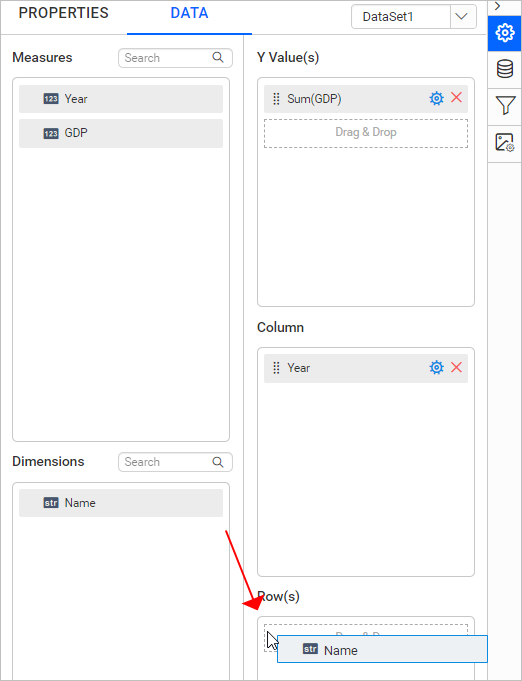 PROPERTIES
DATA
DataSet1
Measures
Search
123 Year
123 GDP
Y Value(s)
Sum(GDP)
Drag & Drop
Column
Year
Dimensions
Search
str Name
Row(s)
str Name